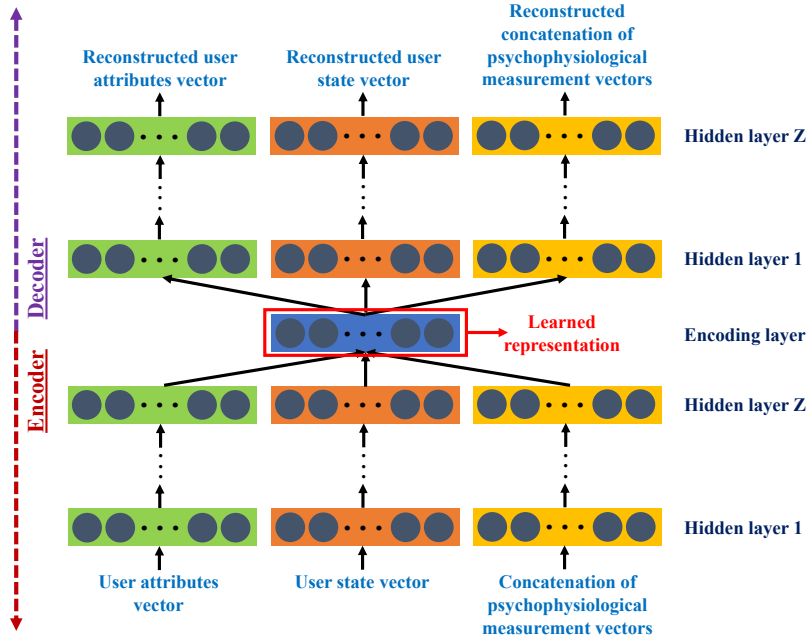 Reconstructed user
attributes vector
Reconstructed user
state vector
Reconstructed
concatenation of
psychophysiological
measurement vectors
Hidden layer Z
Hidden layer 1
Decoder
Learned
representation
Encoding layer
Encoder
Hidden layer Z
Hidden layer 1
User attributes
vector
User state vector
Concatenation of
psychophysiological
measurement vectors